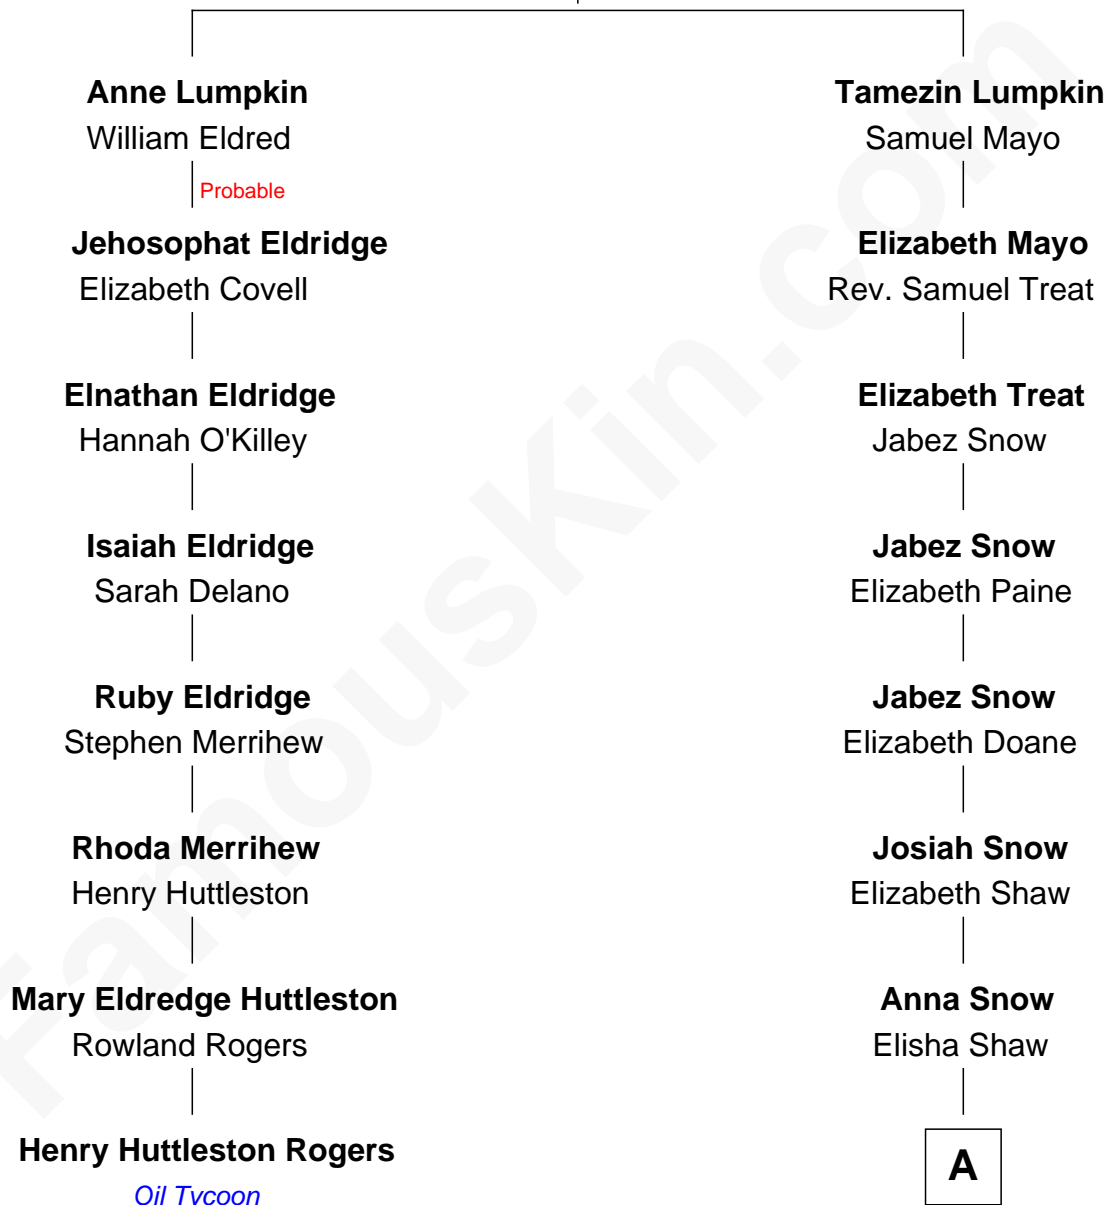 Anne Lumpkin
William Eldred
Probable
Jehosophat Eldridge
Elizabeth Covell
Elnathan Eldridge
Hannah O'Killey
Isaiah Eldridge
Sarah Delano
Ruby Eldridge
Stephen Merrihew
Rhoda Merrihew
Henry Huttleston
Mary Eldredge Huttleston
Rowland Rogers
Henry Huttleston Rogers
Oil Tycoon
Tamezin Lumpkin
Samuel Mayo
Elizabeth Mayo
Rev. Samuel Treat
Elizabeth Treat
Jabez Snow
Jabez Snow
Elizabeth Paine
Jabez Snow
Elizabeth Doane
Josiah Snow
Elizabeth Shaw
Anna Snow
Elisha Shaw
A
FamousKin.com